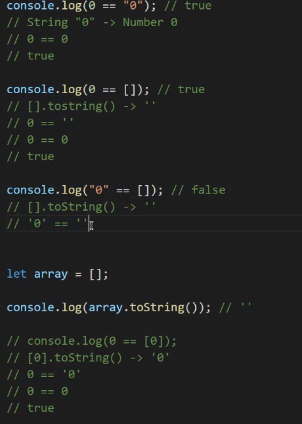 console.log(0 == "0"); // true
// String "0" -> Number 0
// 0 == 0
// true
console.log(0 == []); // true
// [].tostring() -> ''
// 0 == ''
// 0 == 0
// true
console.log("0" == []); // false
// [].toString() -> ''
// '0' == ''
let array = [];
console.log(array.toString()); // ''
// console.log(0 == [0]);
// [0].toString() -> '0'
// 0 == '0'
// 0 == 0
// true